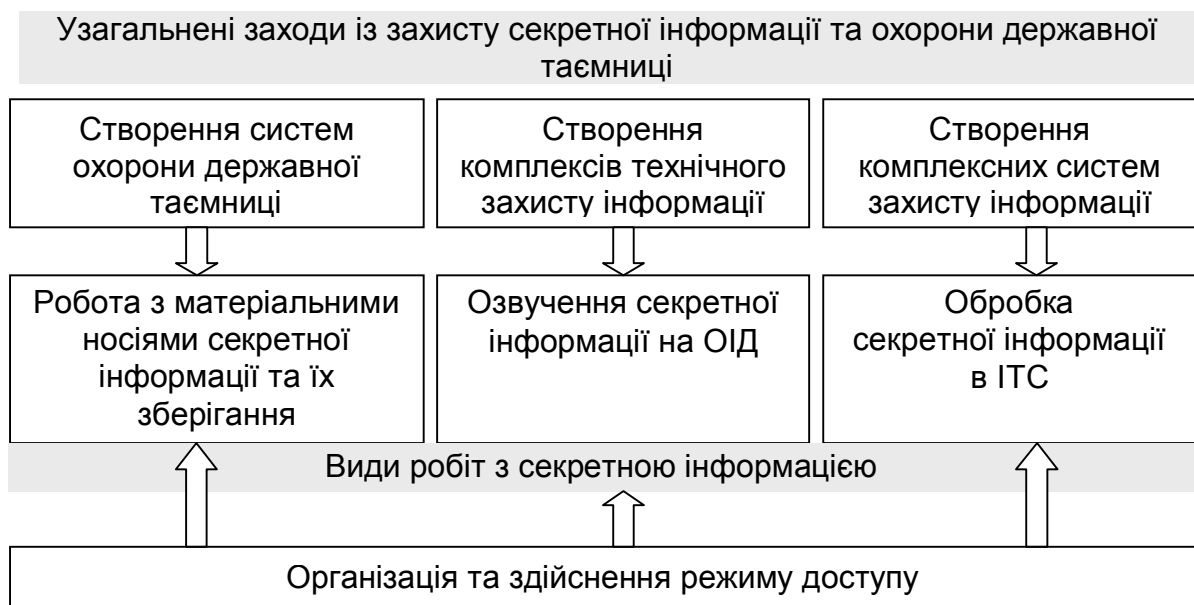 Узагальнені заходи із захисту секретної інформації та охорони державної
таємниці
Створення систем
охорони державної
таємниці
Створення
комплексів технічного
захисту інформації
Створення
комплексних систем
захисту інформації
Робота з матеріальними
носіями секретної
інформації та їх
зберігання
Озвучення секретної
інформації на ОІД
Обробка
секретної інформації
в ІТС
Види робіт з секретною інформацією
Організація та здійснення режиму доступу